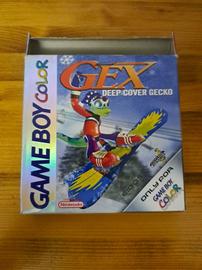 GEX
DEEP COVER GECKO
GAME BOY COLOR
Nintendo
ONLY FOR
GAME BOY
COLOR